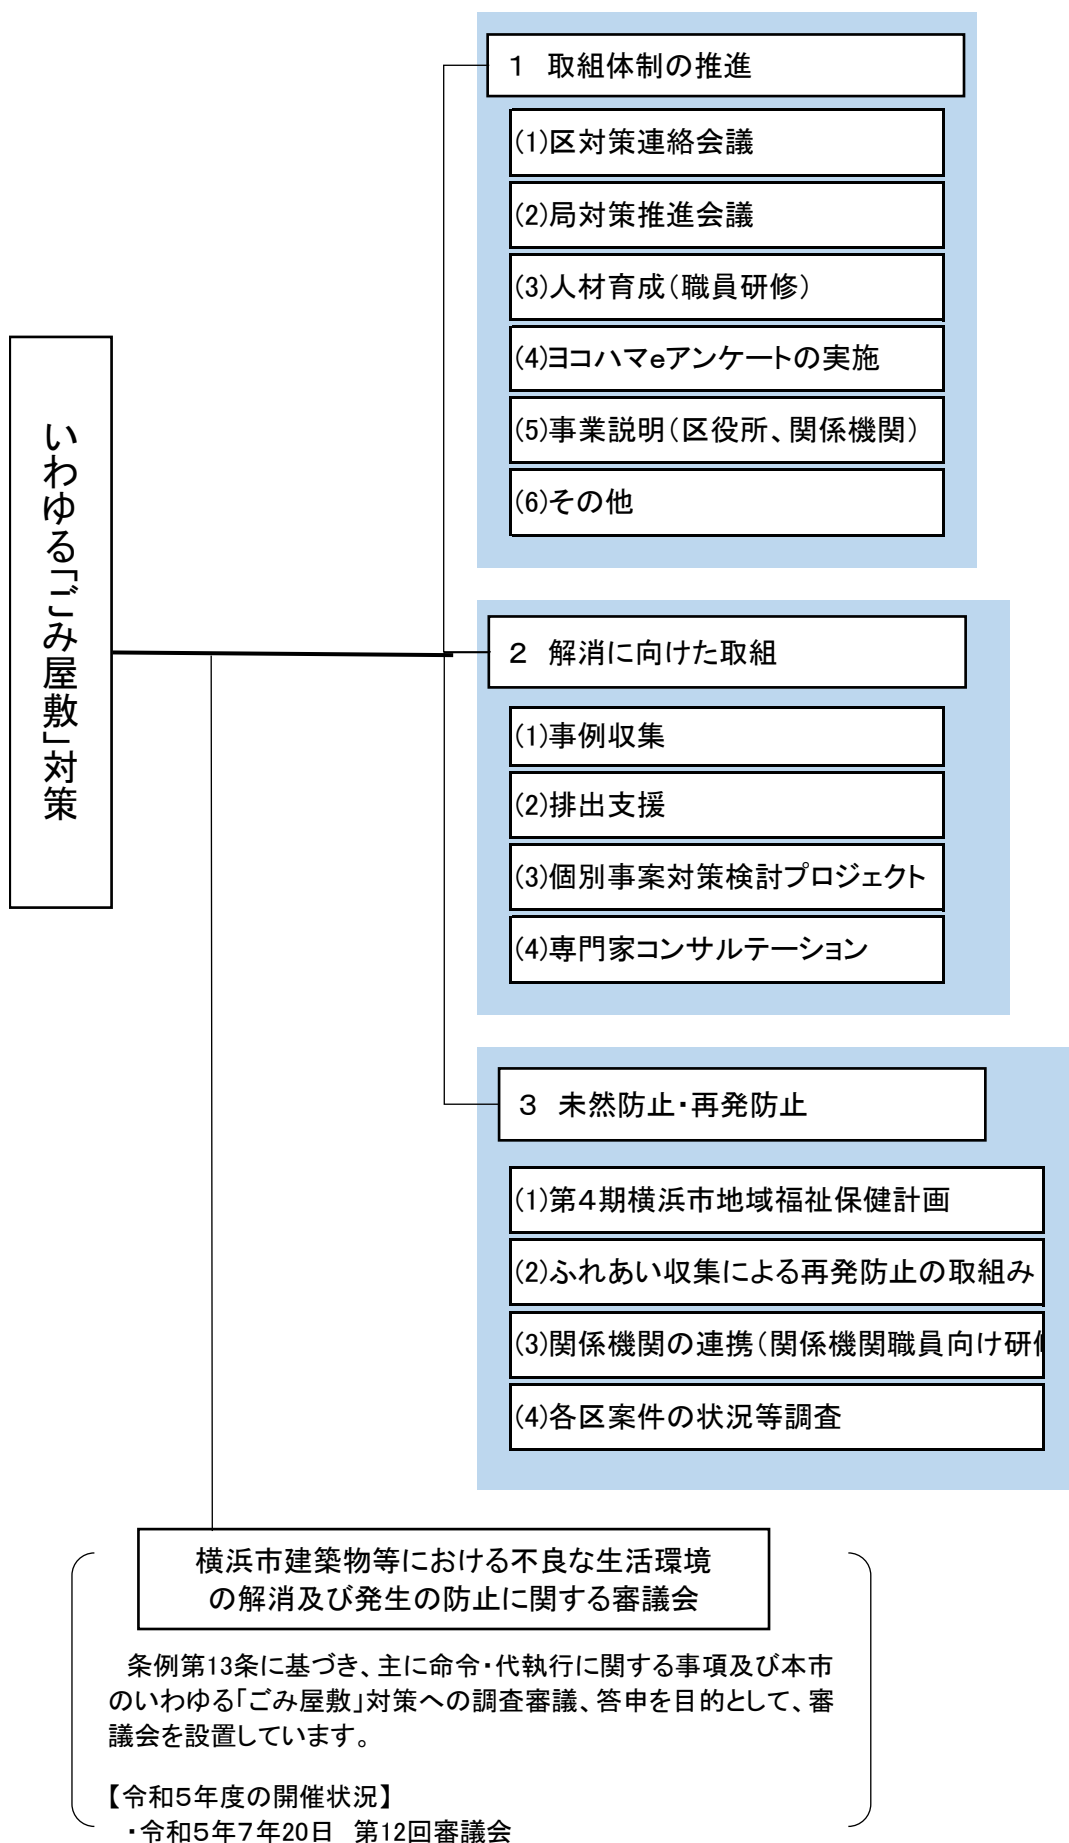 いわゆる「ごみ屋敷」対策
１　取組体制の推進
(1)区対策連絡会議
(2)局対策推進会議
(3)人材育成（職員研修）
(4)ヨコハマｅアンケートの実施
(5)事業説明（区役所、関係機関）
(6)その他
２　解消に向けた取組
(1)事例収集
(2)排出支援
(3)個別事案対策検討プロジェクト
(4)専門家コンサルテーション
３　未然防止・再発防止
(1)第４期横浜市地域福祉保健計画
(2)ふれあい収集による再発防止の取組み
(3)関係機関の連携（関係機関職員向け研
(4)各区案件の状況等調査
横浜市建築物等における不良な生活環境
の解消及び発生の防止に関する審議会
条例第13条に基づき、主に命令・代執行に関する事項及び本市
のいわゆる「ごみ屋敷」対策への調査審議、答申を目的として、審
議会を設置しています。
【令和５年度の開催状況】
・令和５年７年20日　第12回審議会